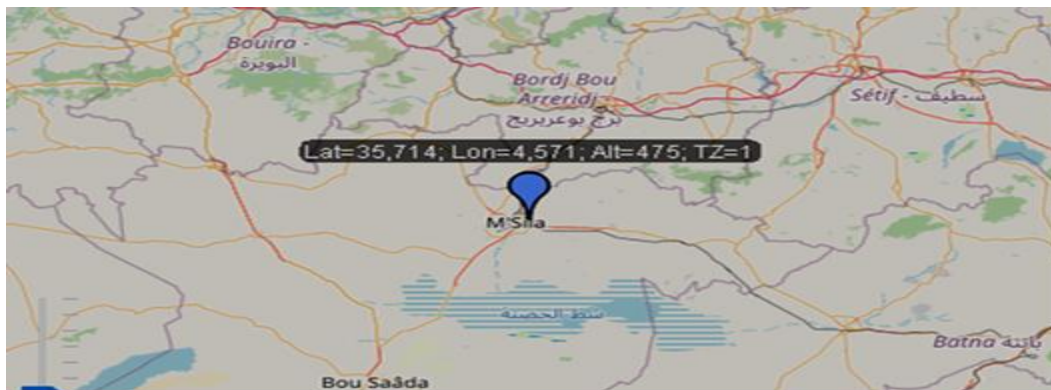 Bouira -
البويرة
Bordj Bou
Arreridj
برج بوعريريج
Sétif - سطيف
Lat=35,714; Lon=4,571; Alt=475; TZ=1
M'Sila
شط الحضنة
Batna باتنة
Bou Saâda